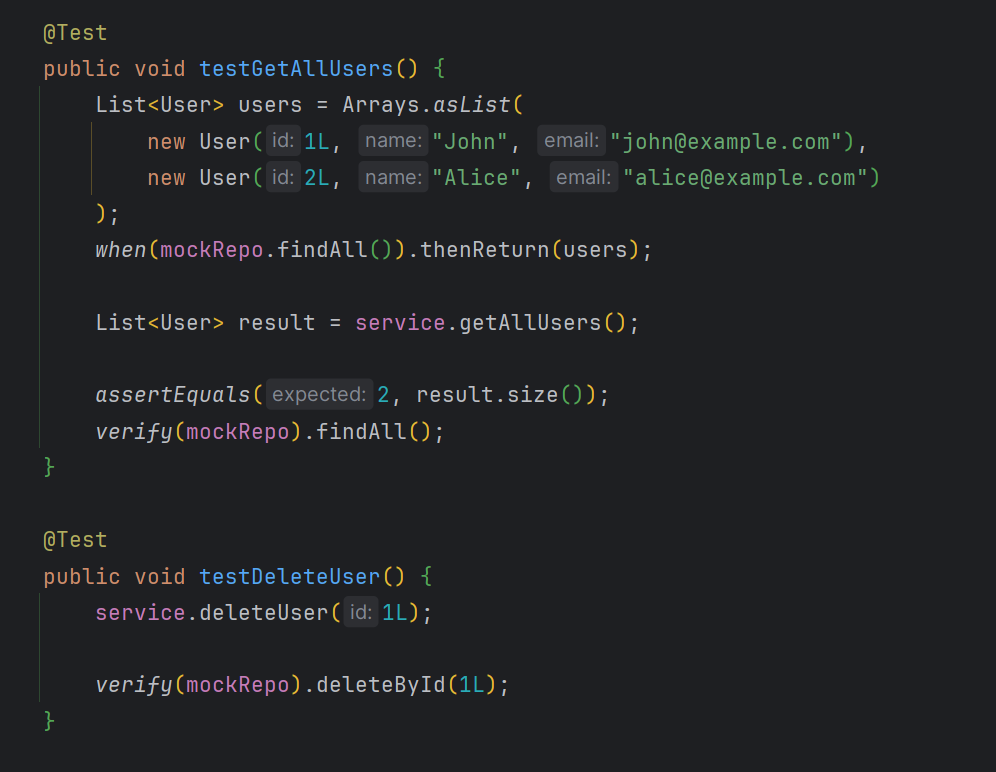 @Test
public void testGetAllUsers() {
    List<User> users = Arrays.asList(
        new User( id: 1L,  name: "John",  email: "john@example.com"),
        new User( id: 2L,  name: "Alice",  email: "alice@example.com")
    );
    when(mockRepo.findAll()).thenReturn(users);

    List<User> result = service.getAllUsers();

    assertEquals( expected: 2, result.size());
    verify(mockRepo).findAll();
}

@Test
public void testDeleteUser() {
    service.deleteUser( id: 1L);

    verify(mockRepo).deleteById(1L);
}